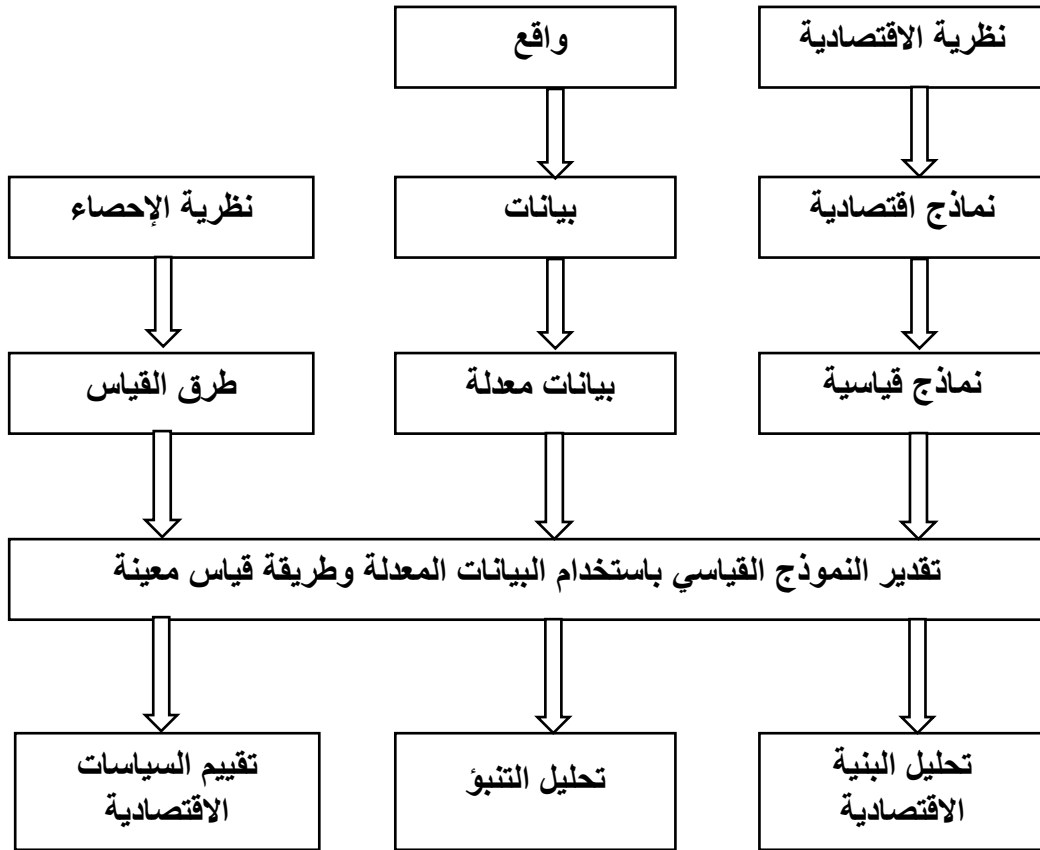 نظرية الاقتصادية
واقع
نماذج اقتصادية
بيانات
نظرية الإحصاء
نماذج قياسية
بيانات معدلة
طرق القياس
تقدير النموذج القياسي باستخدام البيانات المعدلة وطريقة قياس معينة
تحليل البنية
الاقتصادية
تحليل التنبؤ
تقييم السياسات
الاقتصادية